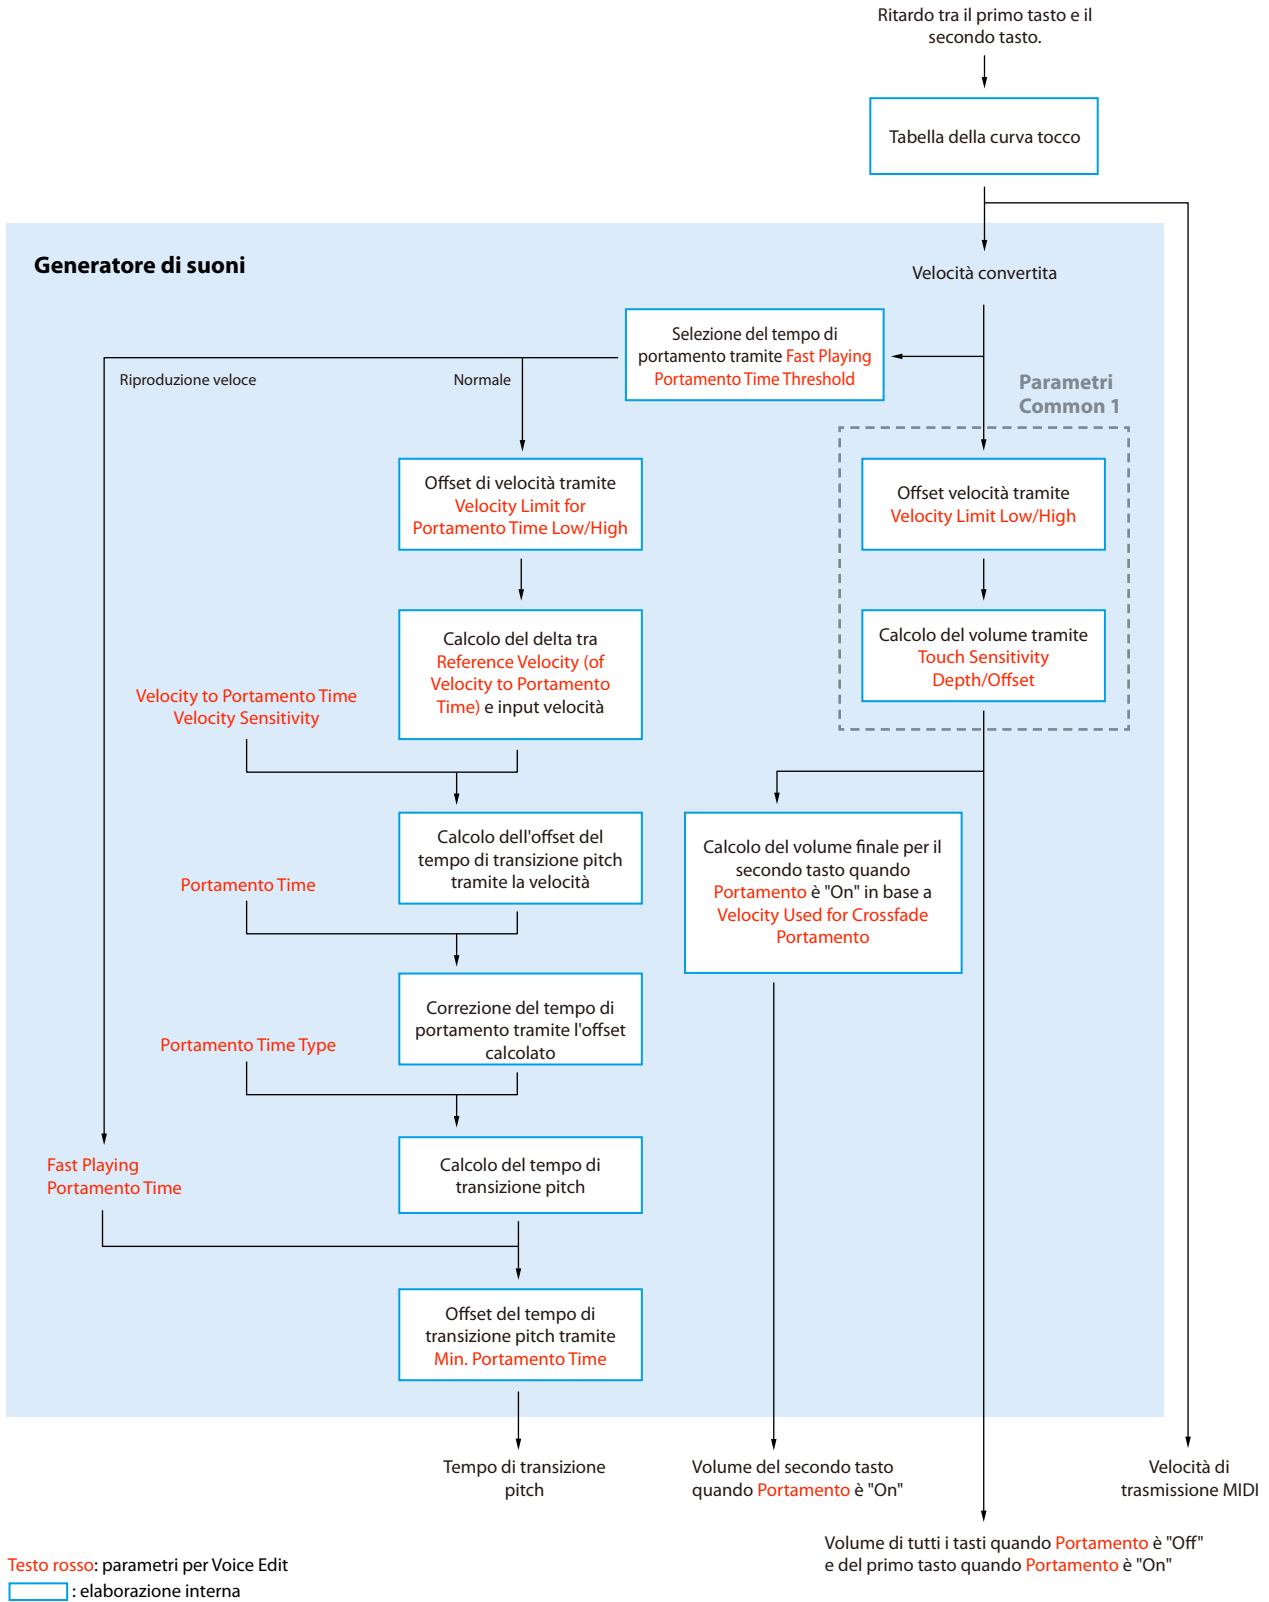 Ritardo tra il primo tasto e il
secondo tasto.
Tabella della curva tocco
Generatore di suoni
Velocità convertita
Selezione del tempo di
portamento tramite Fast Playing
Portamento Time Threshold
Riproduzione veloce
Normale
Parametri
Common 1
Offset di velocità tramite
Velocity Limit for
Portamento Time Low/High
Offset velocità tramite
Velocity Limit Low/High
Calcolo del delta tra
Reference Velocity (of
Velocity to Portamento
Time) e input velocità
Calcolo del volume tramite
Touch Sensitivity
Depth/Offset
Velocity to Portamento Time
Velocity Sensitivity
Calcolo dell'offset del
tempo di transizione pitch
tramite la velocità
Calcolo del volume finale per il
secondo tasto quando
Portamento è "On" in base a
Velocity Used for Crossfade
Portamento
Portamento Time
Correzione del tempo di
portamento tramite l'offset
calcolato
Portamento Time Type
Fast Playing
Portamento Time
Calcolo del tempo di
transizione pitch
Offset del tempo di
transizione pitch tramite
Min. Portamento Time
Tempo di transizione
pitch
Volume del secondo tasto
quando Portamento è "On"
Velocità di
trasmissione MIDI
Volume di tutti i tasti quando Portamento è "Off"
e del primo tasto quando Portamento è "On"
Testo rosso: parametri per Voice Edit
: elaborazione interna